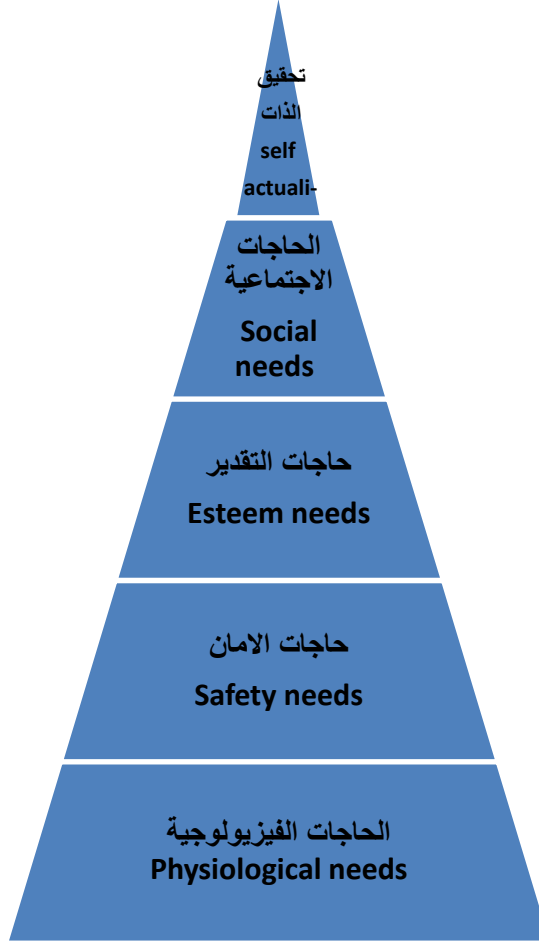 تحقيق
الذات
self
actuali-
الحاجات
الاجتماعية
Social
needs
حاجات التقدير
Esteem needs
حاجات الامان
Safety needs
الحاجات الفيزيولوجية
Physiological needs